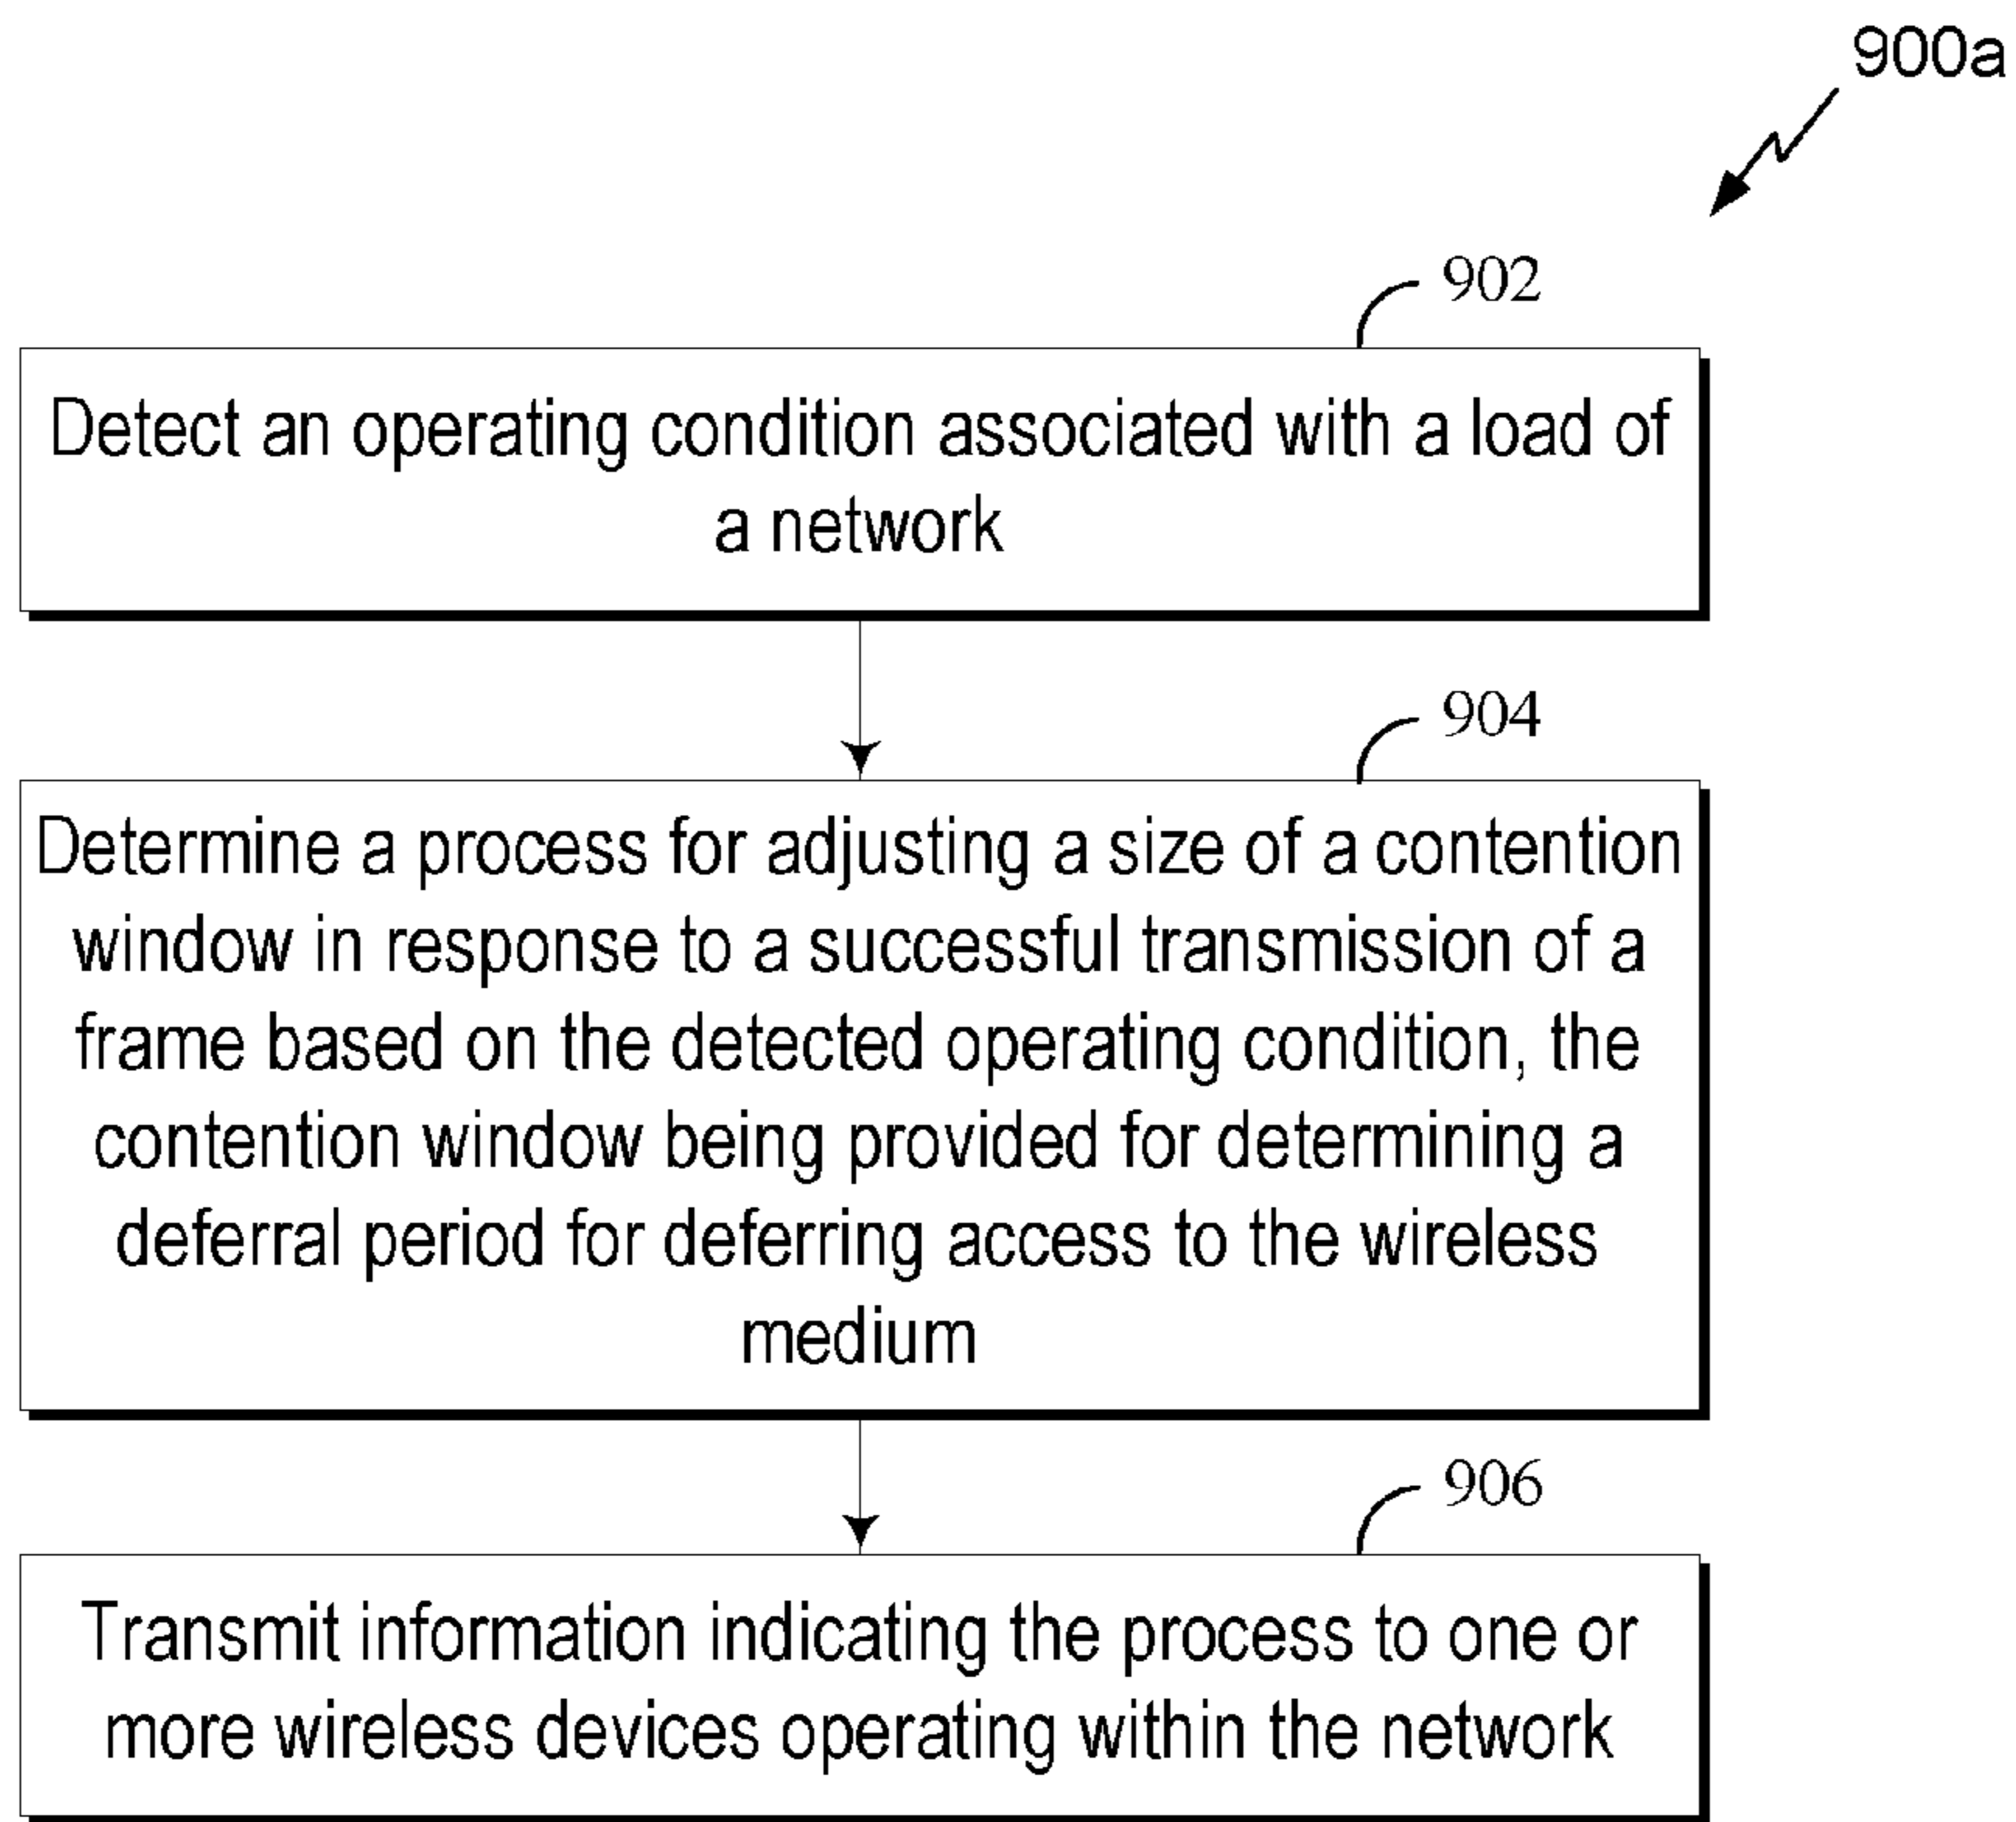 900a
902
Detect an operating condition associated with a load of
a network
904
Determine a process for adjusting a size of a contention
window in response to a successful transmission of a
frame based on the detected operating condition, the
contention window being provided for determining a
deferral period for deferring access to the wireless
medium
906
Transmit information indicating the process to one or
more wireless devices operating within the network